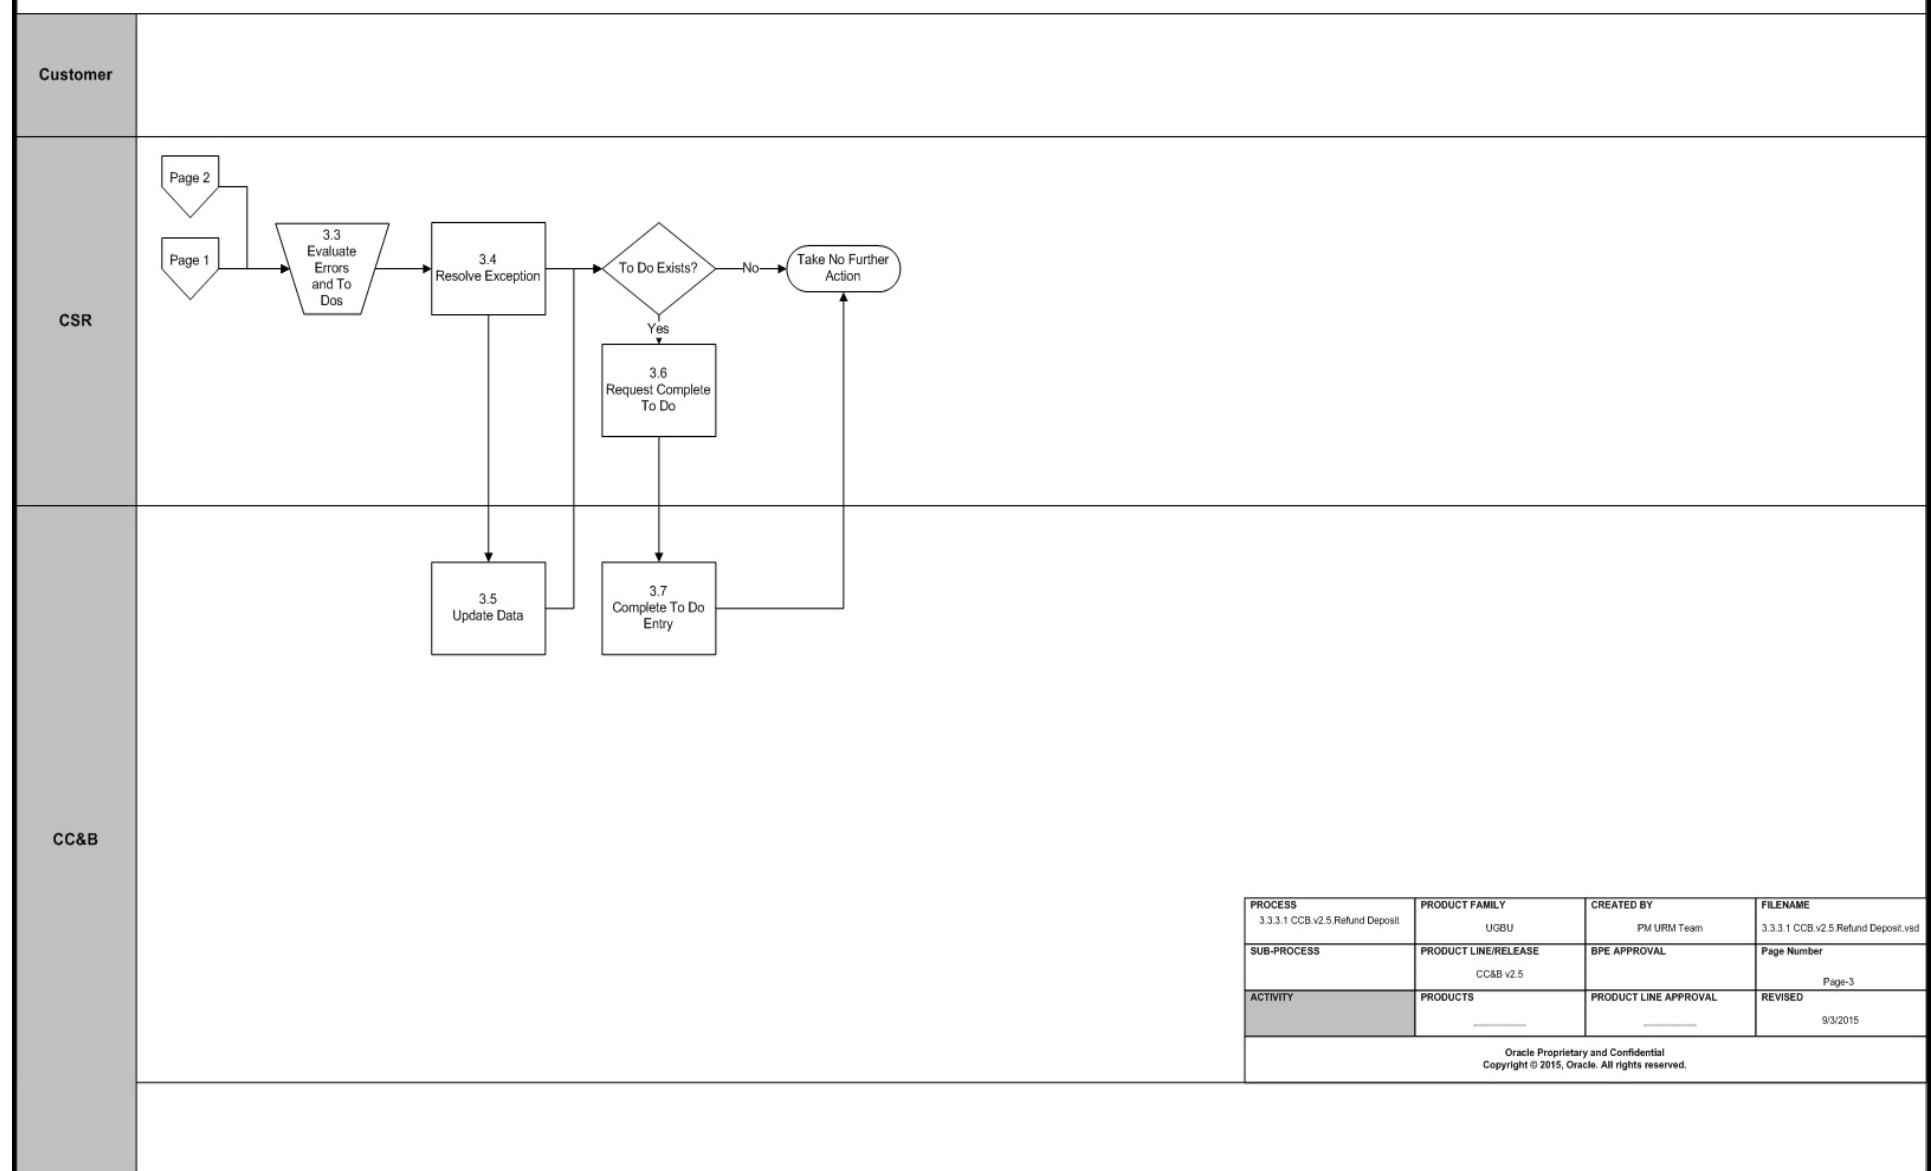 Customer
CSR
Page 2
Page 1
3.3
Evaluate
Errors
and To
Dos
3.4
Resolve Exception
To Do Exists?
No
Take No Further
Action
Yes
3.6
Request Complete
To Do
CC&B
3.5
Update Data
3.7
Complete To Do
Entry
PROCESS
3.3.3.1 CCB.v2.5.Refund Deposit
PRODUCT FAMILY
UGBU
CREATED BY
PM URM Team
FILENAME
3.3.3.1 CCB.v2.5.Refund Deposit.vsd
SUB-PROCESS
PRODUCT LINE/RELEASE
CC&B v2.5
BPE APPROVAL
Page Number
Page-3
ACTIVITY
PRODUCTS
PRODUCT LINE APPROVAL
REVISED
9/3/2015
Oracle Proprietary and Confidential
Copyright © 2015, Oracle. All rights reserved.